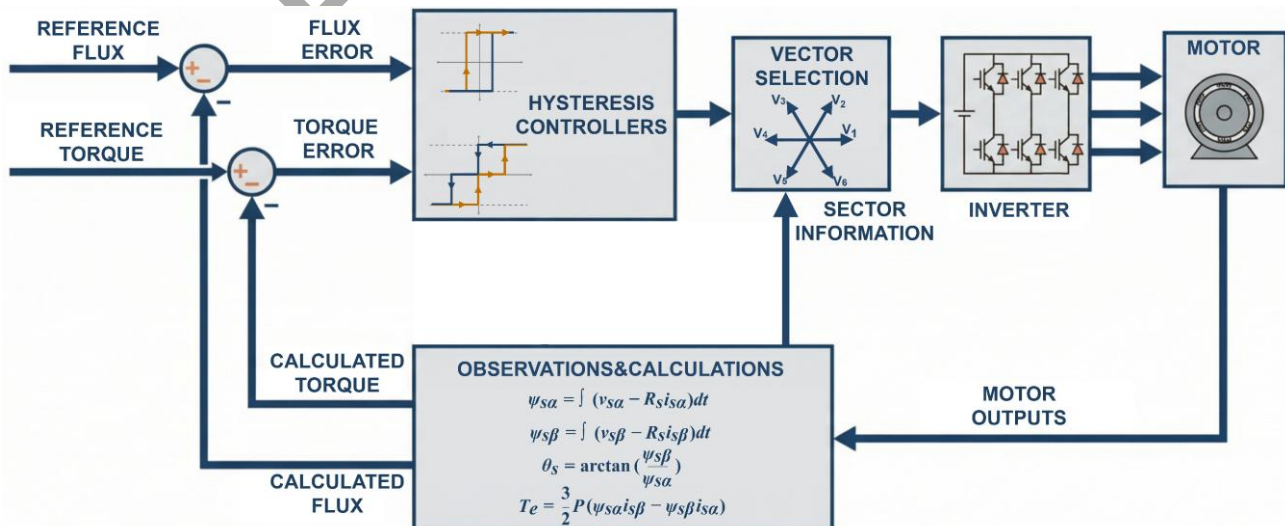 REFERENCE
FLUX
FLUX
ERROR
REFERENCE
TORQUE
TORQUE
ERROR
HYSTERESIS
CONTROLLERS
VECTOR
SELECTION
V₃
V₂
V₄
V₁
V₅
V₆
SECTOR
INFORMATION
INVERTER
MOTOR
CALCULATED
TORQUE
CALCULATED
FLUX
OBSERVATIONS&CALCULATIONS
ψsα = ∫ (vsα − RSisα)dt
ψsβ = ∫ (vsβ − RSisβ)dt
θs = arctan (ψsβ/ψsα)
Te = 3/2 P(ψsαisβ − ψsβisα)
MOTOR
OUTPUTS